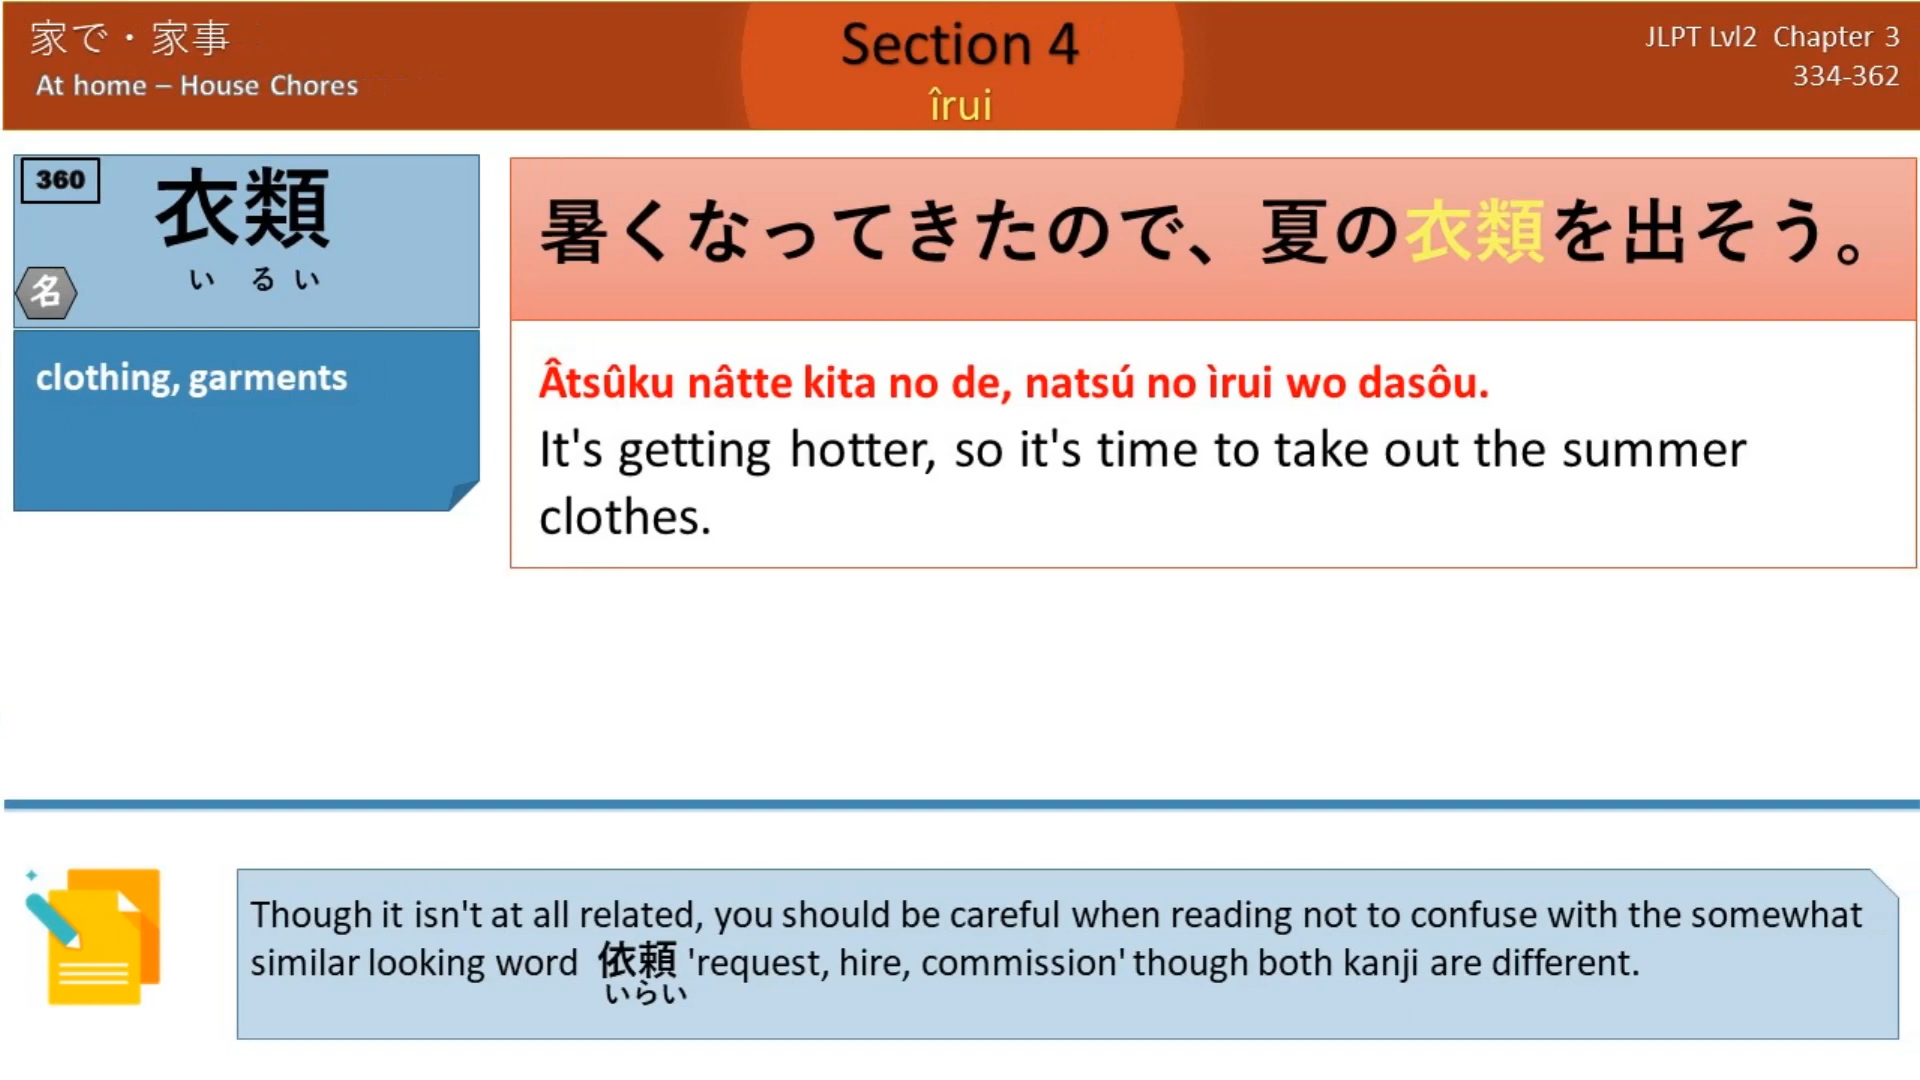 家で・家事
At home – House Chores
Section 4
îrui
JLPT Lvl2 Chapter 3
334-362
360
衣類
いるい
名
clothing, garments
暑くなってきたので、夏の衣類を出そう。
Âtsûku nâtte kita no de, natsú no ìrui wo dasôu.
It's getting hotter, so it's time to take out the summer
clothes.
Though it isn't at all related, you should be careful when reading not to confuse with the somewhat
similar looking word 依頼 'request, hire, commission' though both kanji are different.
いらい